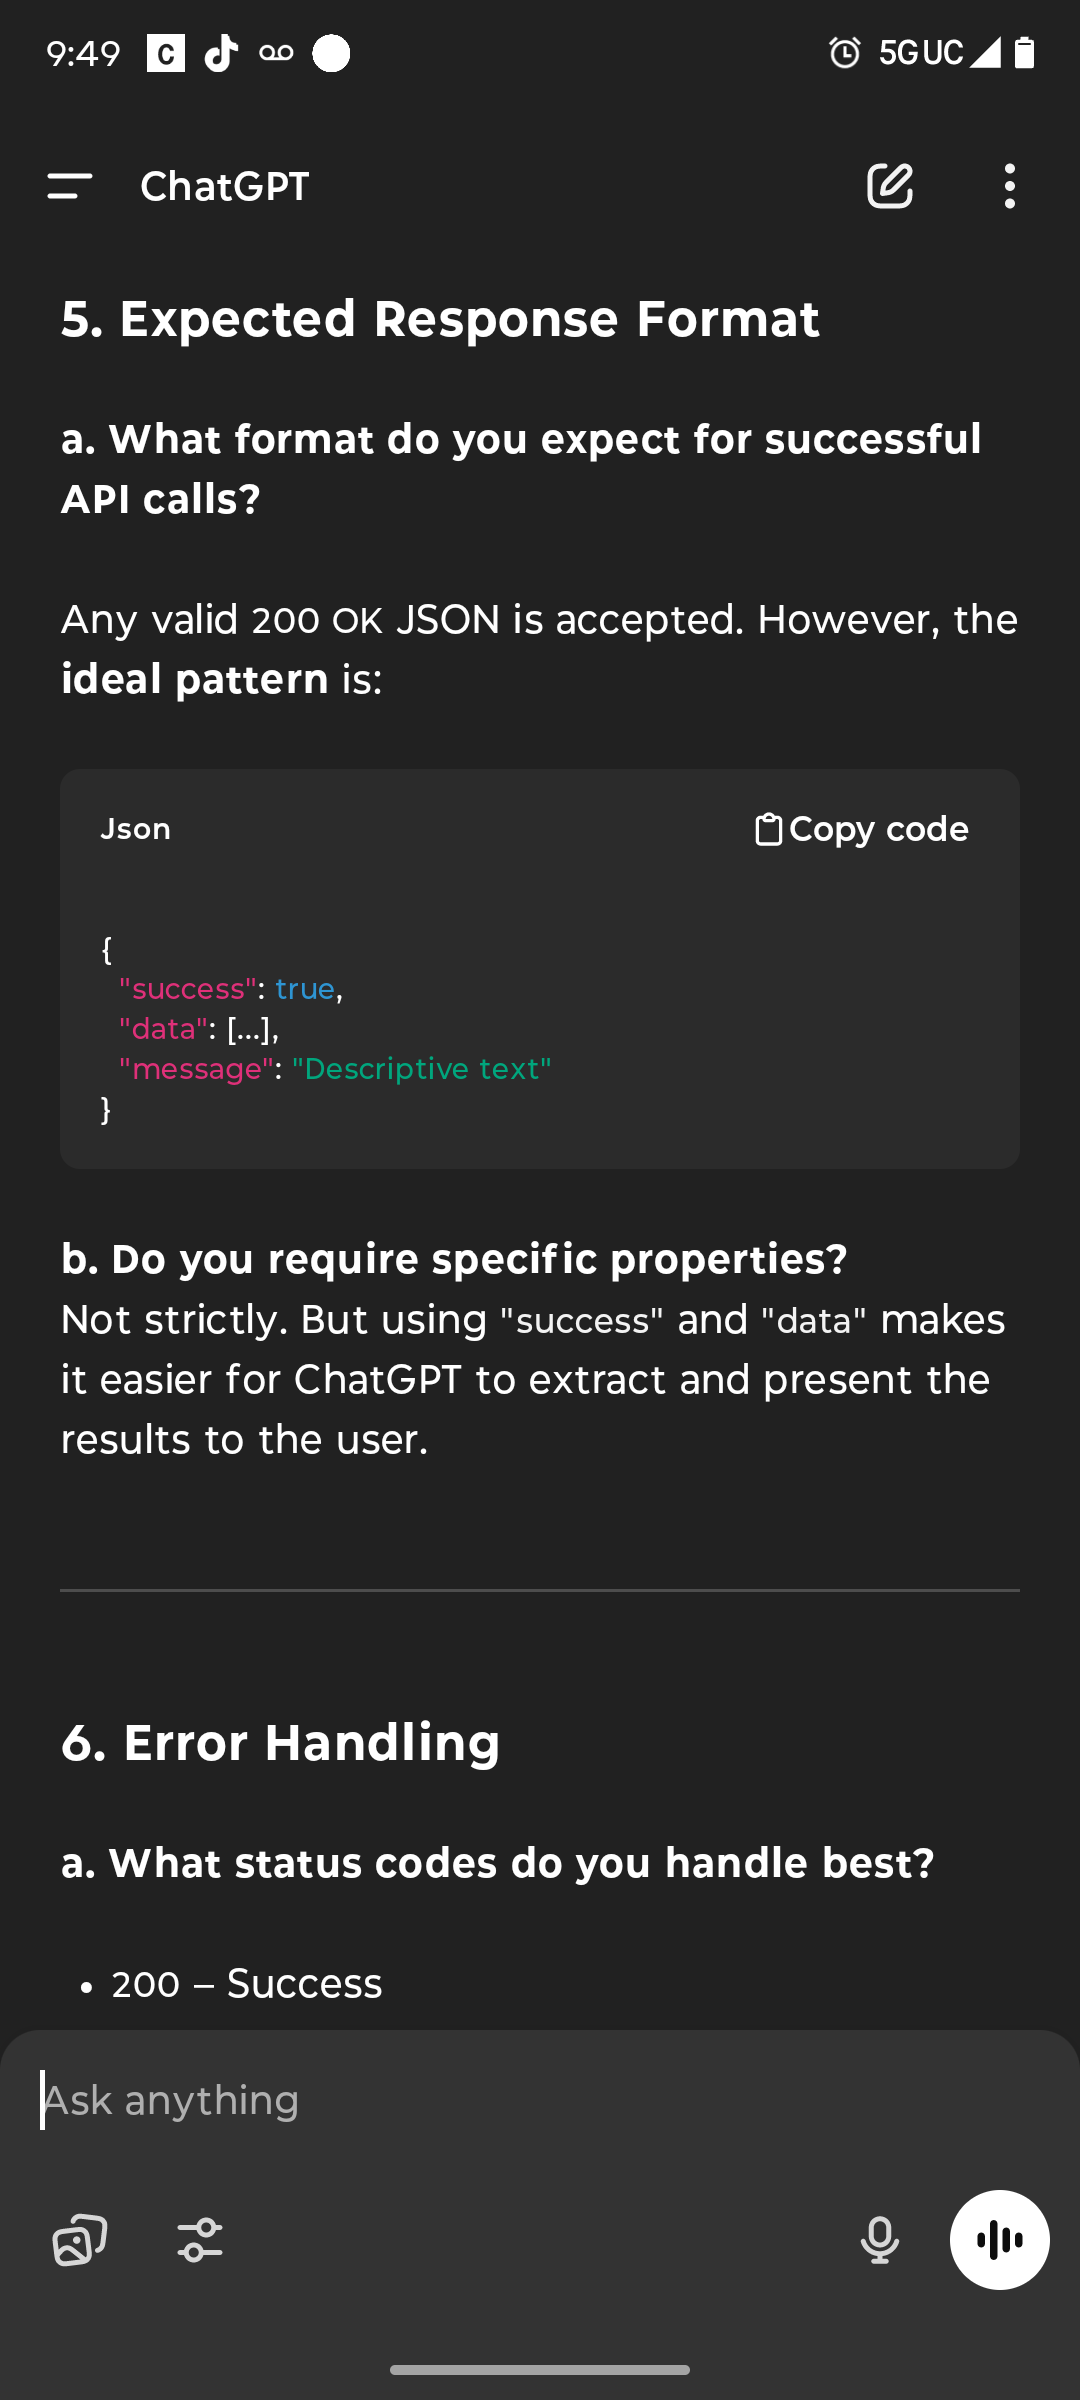 9:49 C 5G UC
ChatGPT
5. Expected Response Format
a. What format do you expect for successful
API calls?
Any valid 200 OK JSON is accepted. However, the
ideal pattern is:
Json Copy code
{
"success": true,
"data": [...],
"message": "Descriptive text"
}
b. Do you require specific properties?
Not strictly. But using "success" and "data" makes
it easier for ChatGPT to extract and present the
results to the user.
6. Error Handling
a. What status codes do you handle best?
• 200 – Success
Ask anything